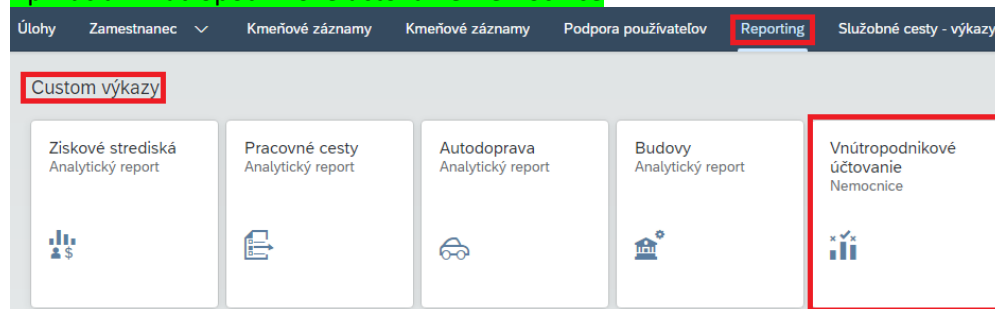 Úlohy Zamestnanec Kmeňové záznamy Kmeňové záznamy Podpora používateľov Reporting Služobné cesty - výkazy
Custom výkazy
Ziskové strediská
Analytický report
Pracovné cesty
Analytický report
Autodoprava
Analytický report
Budovy
Analytický report
Vnútropodnikové
účtovanie
Nemocnice